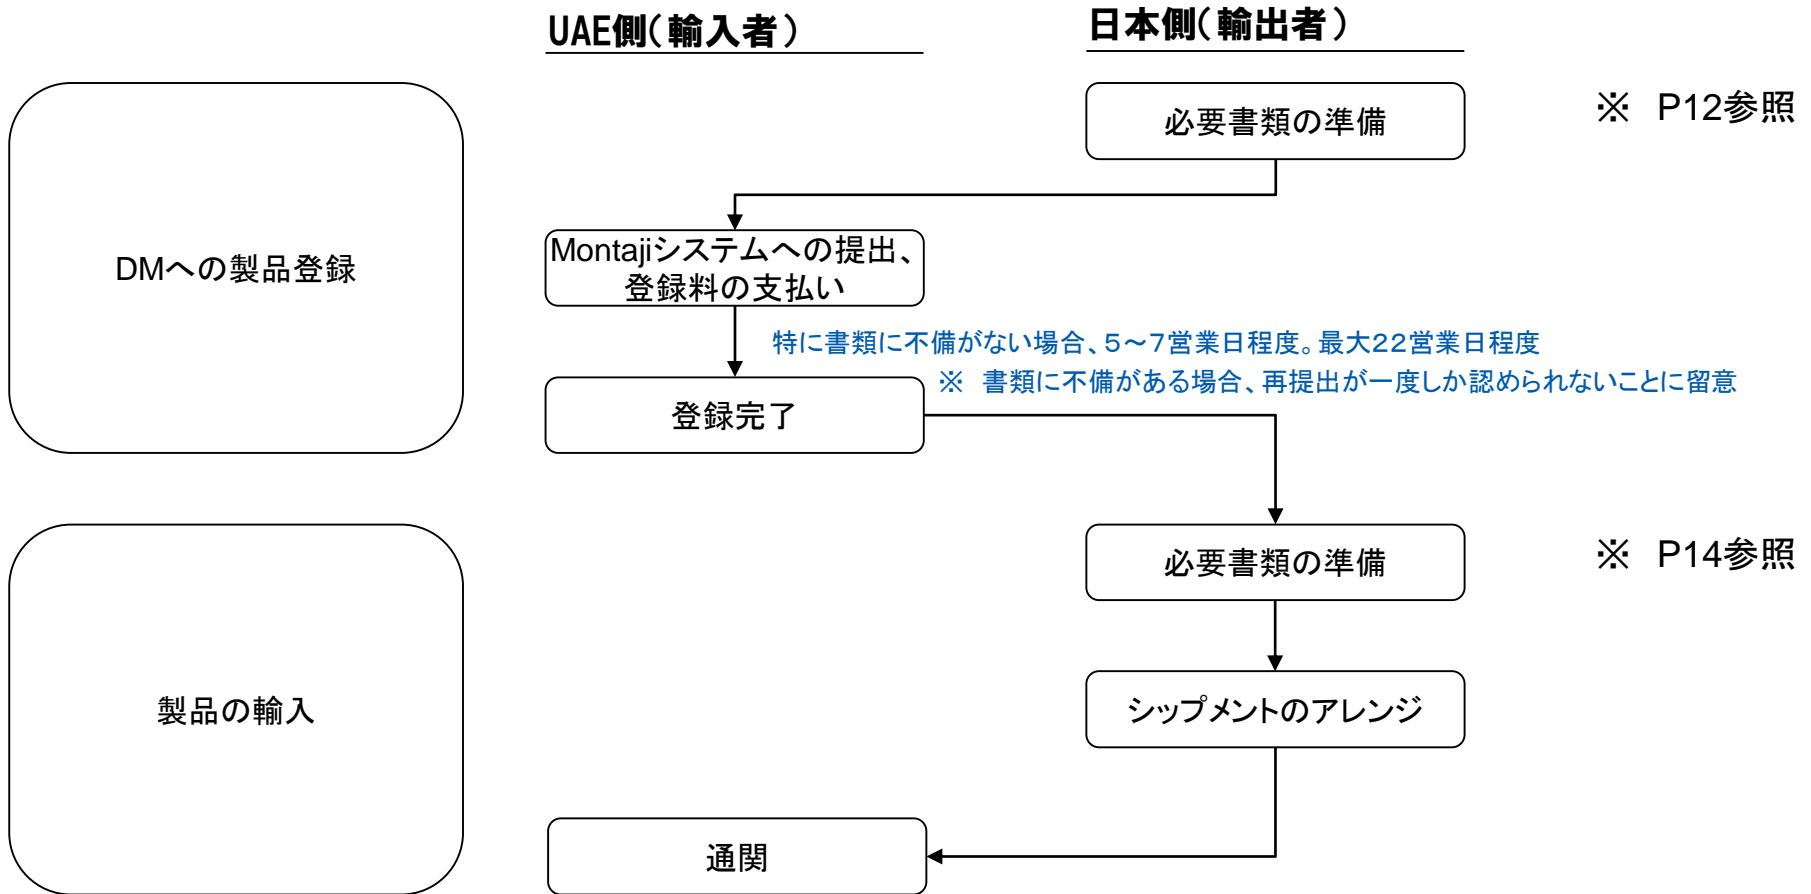 UAE側（輸入者）
日本側（輸出者）
必要書類の準備
※　P12参照
DMへの製品登録
Montajiシステムへの提出、
登録料の支払い
特に書類に不備がない場合、５～７営業日程度。最大２２営業日程度
※　書類に不備がある場合、再提出が一度しか認められないことに留意
登録完了
必要書類の準備
※　P14参照
製品の輸入
シップメントのアレンジ
通関